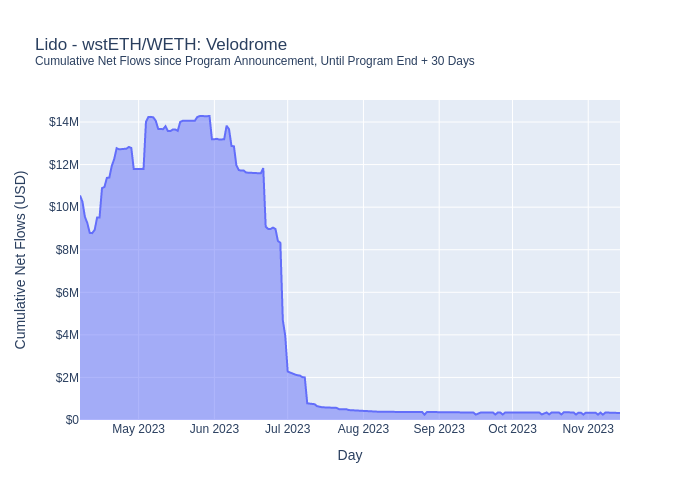 Lido - wstETH/WETH: Velodrome
Cumulative Net Flows since Program Announcement, Until Program End + 30 Days
Cumulative Net Flows (USD)
$14M
$12M
$10M
$8M
$6M
$4M
$2M
$0
May 2023
Jun 2023
Jul 2023
Aug 2023
Sep 2023
Oct 2023
Nov 2023
Day